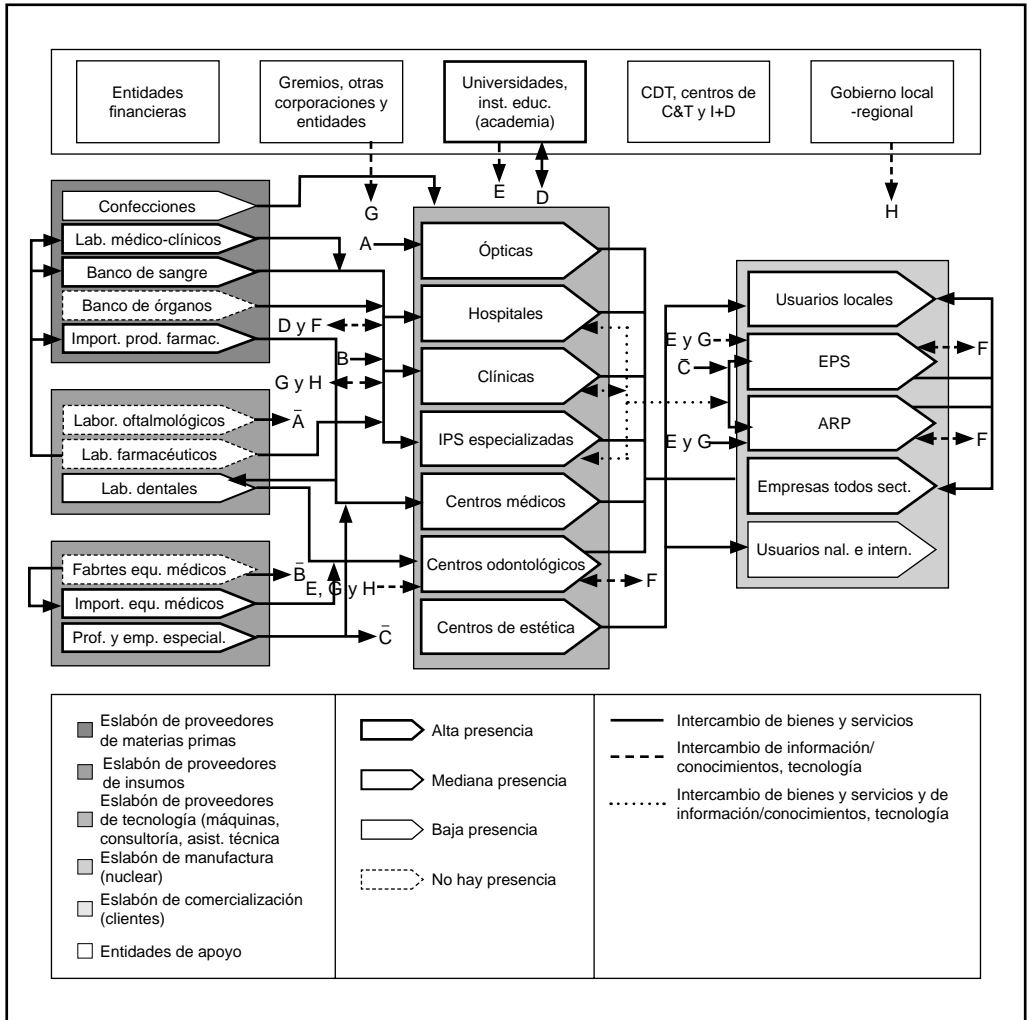 Entidades
financieras
Gremios, otras
corporaciones y
entidades
Universidades,
inst. educ.
(academia)
CDT, centros de
C&T y I+D
Gobierno local
-regional
G
E
D
H
Confecciones
Lab. médico-clínicos
Banco de sangre
Banco de órganos
Import. prod. farmac.
Labor. oftalmológicos
Lab. farmacéuticos
Lab. dentales
Fabrtes equ. médicos
Import. equ. médicos
Prof. y emp. especial.
A
D y F
B
G y H
Ā
B̄
E, G y H
C̄
Ópticas
Hospitales
Clínicas
IPS especializadas
Centros médicos
Centros odontológicos
Centros de estética
F
E y G
C̄
E y G
Usuarios locales
EPS
ARP
Empresas todos sect.
Usuarios nal. e intern.
F
F
Eslabón de proveedores
de materias primas
Eslabón de proveedores
de insumos
Eslabón de proveedores
de tecnología (máquinas,
consultoría, asist. técnica
Eslabón de manufactura
(nuclear)
Eslabón de comercialización
(clientes)
Entidades de apoyo
Alta presencia
Mediana presencia
Baja presencia
No hay presencia
Intercambio de bienes y servicios
Intercambio de información/
conocimientos, tecnología
Intercambio de bienes y servicios y de
información/conocimientos, tecnología